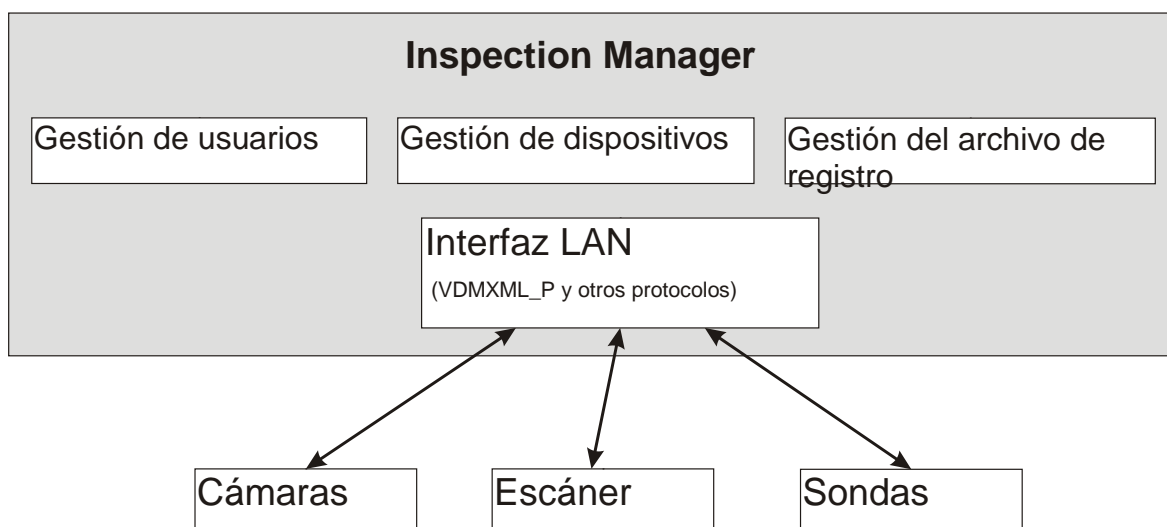 Inspection Manager
Gestión de usuarios
Gestión de dispositivos
Gestión del archivo de
registro
Interfaz LAN
(VDMXML_P y otros protocolos)
Cámaras
Escáner
Sondas